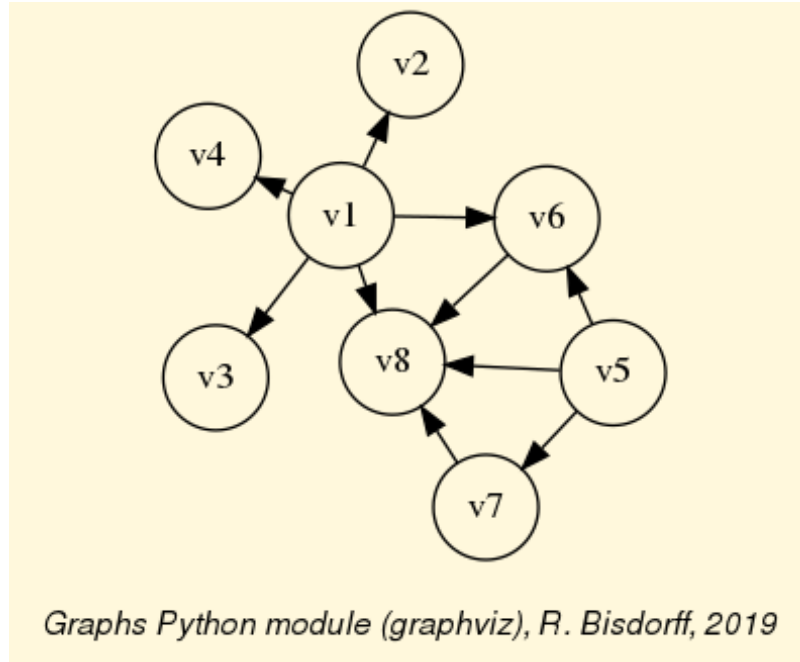 v2
v4
v1
v6
v3
v8
v5
v7
Graphs Python module (graphviz), R. Bisdorff, 2019